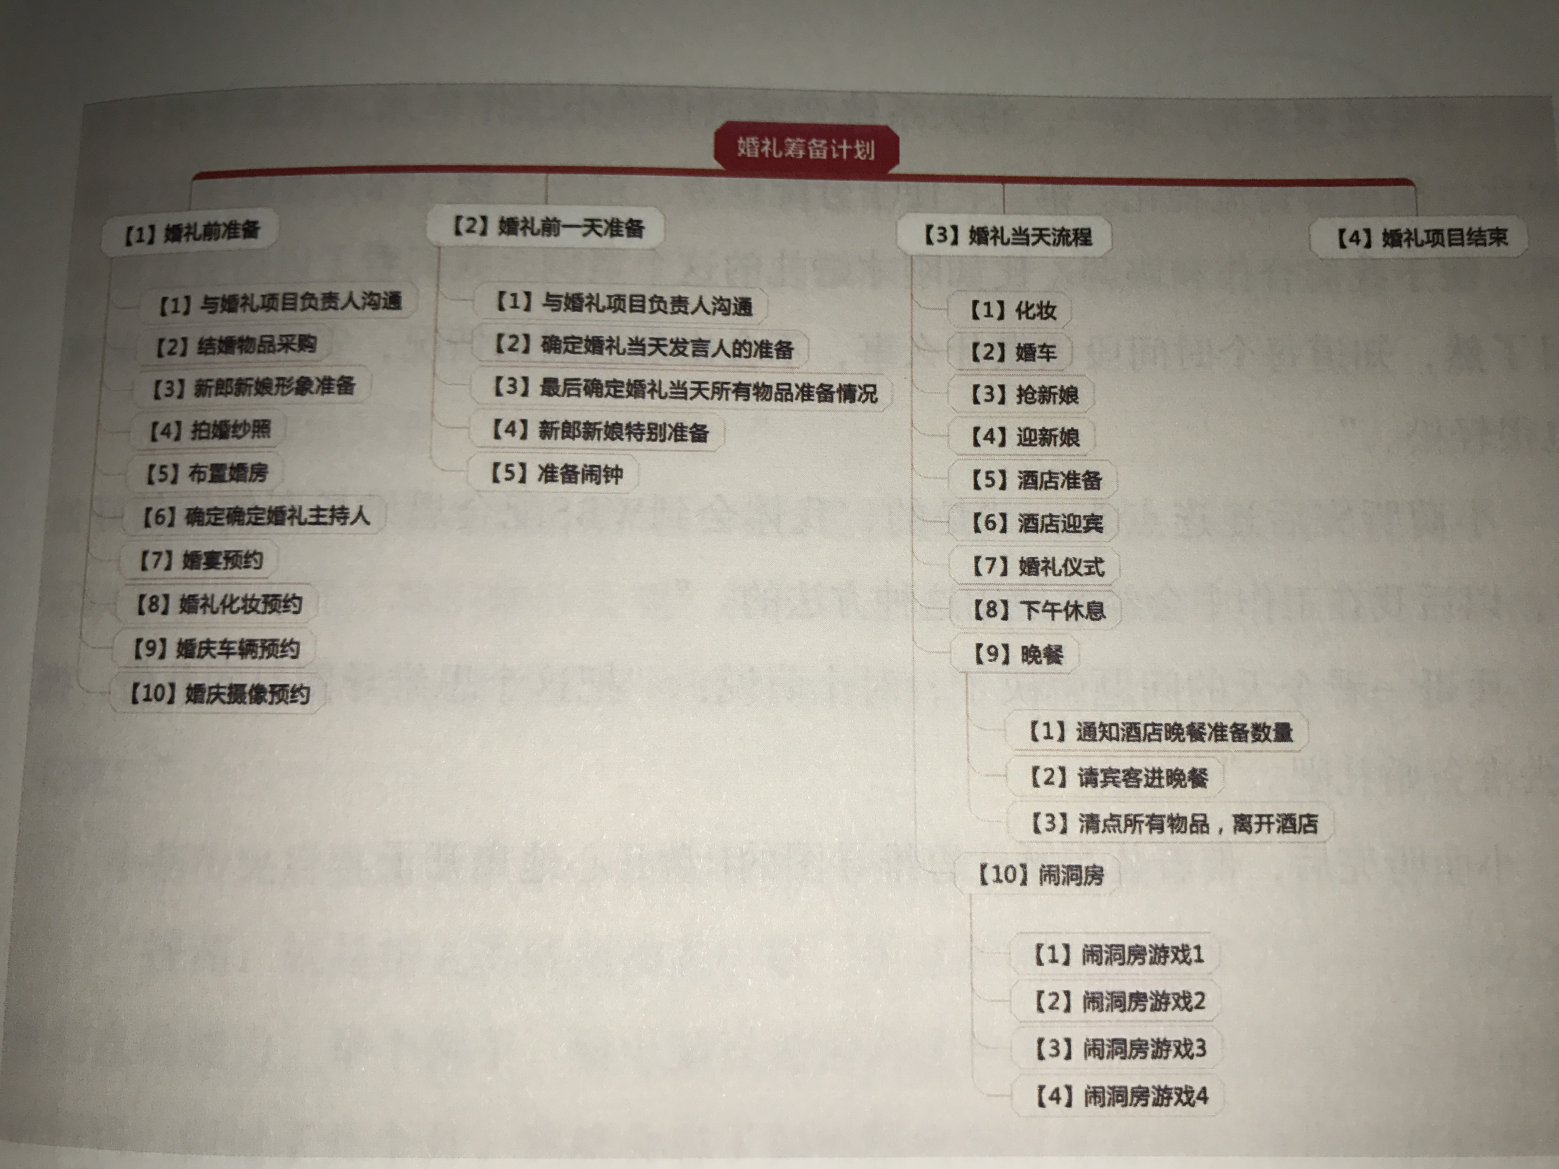 婚礼筹备计划
【1】婚礼前准备
【1】与婚礼项目负责人沟通
【2】结婚物品采购
【3】新郎新娘形象准备
【4】拍婚纱照
【5】布置婚房
【6】确定确定婚礼主持人
【7】婚宴预约
【8】婚礼化妆预约
【9】婚庆车辆预约
【10】婚庆摄像预约
【2】婚礼前一天准备
【1】与婚礼项目负责人沟通
【2】确定婚礼当天发言人的准备
【3】最后确定婚礼当天所有物品准备情况
【4】新郎新娘特别准备
【5】准备闹钟
【3】婚礼当天流程
【1】化妆
【2】婚车
【3】抢新娘
【4】迎新娘
【5】酒店准备
【6】酒店迎宾
【7】婚礼仪式
【8】下午休息
【9】晚餐
【1】通知酒店晚餐准备数量
【2】请宾客进晚餐
【3】清点所有物品，离开酒店
【10】闹洞房
【1】闹洞房游戏1
【2】闹洞房游戏2
【3】闹洞房游戏3
【4】闹洞房游戏4
【4】婚礼项目结束